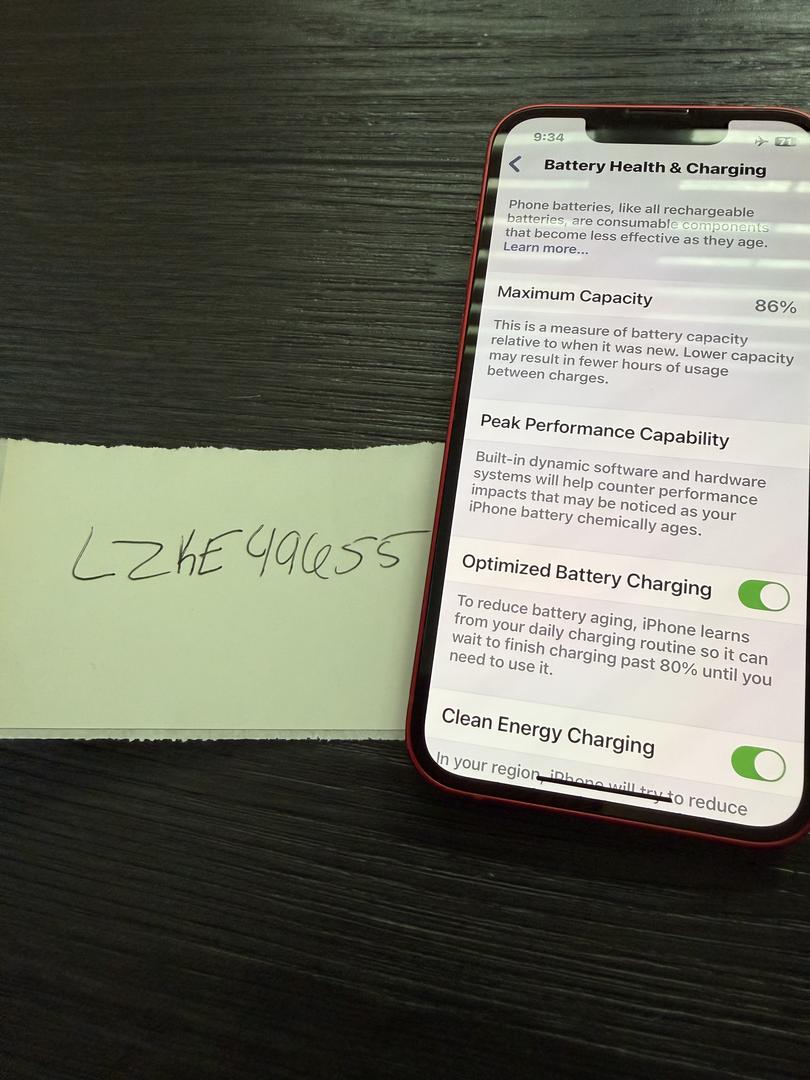 9:34
71
Battery Health & Charging
Phone batteries, like all rechargeable
batteries, are consumable components
that become less effective as they age.
Learn more...
Maximum Capacity 86%
This is a measure of battery capacity
relative to when it was new. Lower capacity
may result in fewer hours of usage
between charges.
Peak Performance Capability
Built-in dynamic software and hardware
systems will help counter performance
impacts that may be noticed as your
iPhone battery chemically ages.
Optimized Battery Charging
To reduce battery aging, iPhone learns
from your daily charging routine so it can
wait to finish charging past 80% until you
need to use it.
Clean Energy Charging
In your region, iPhone will try to reduce
LZhE49655